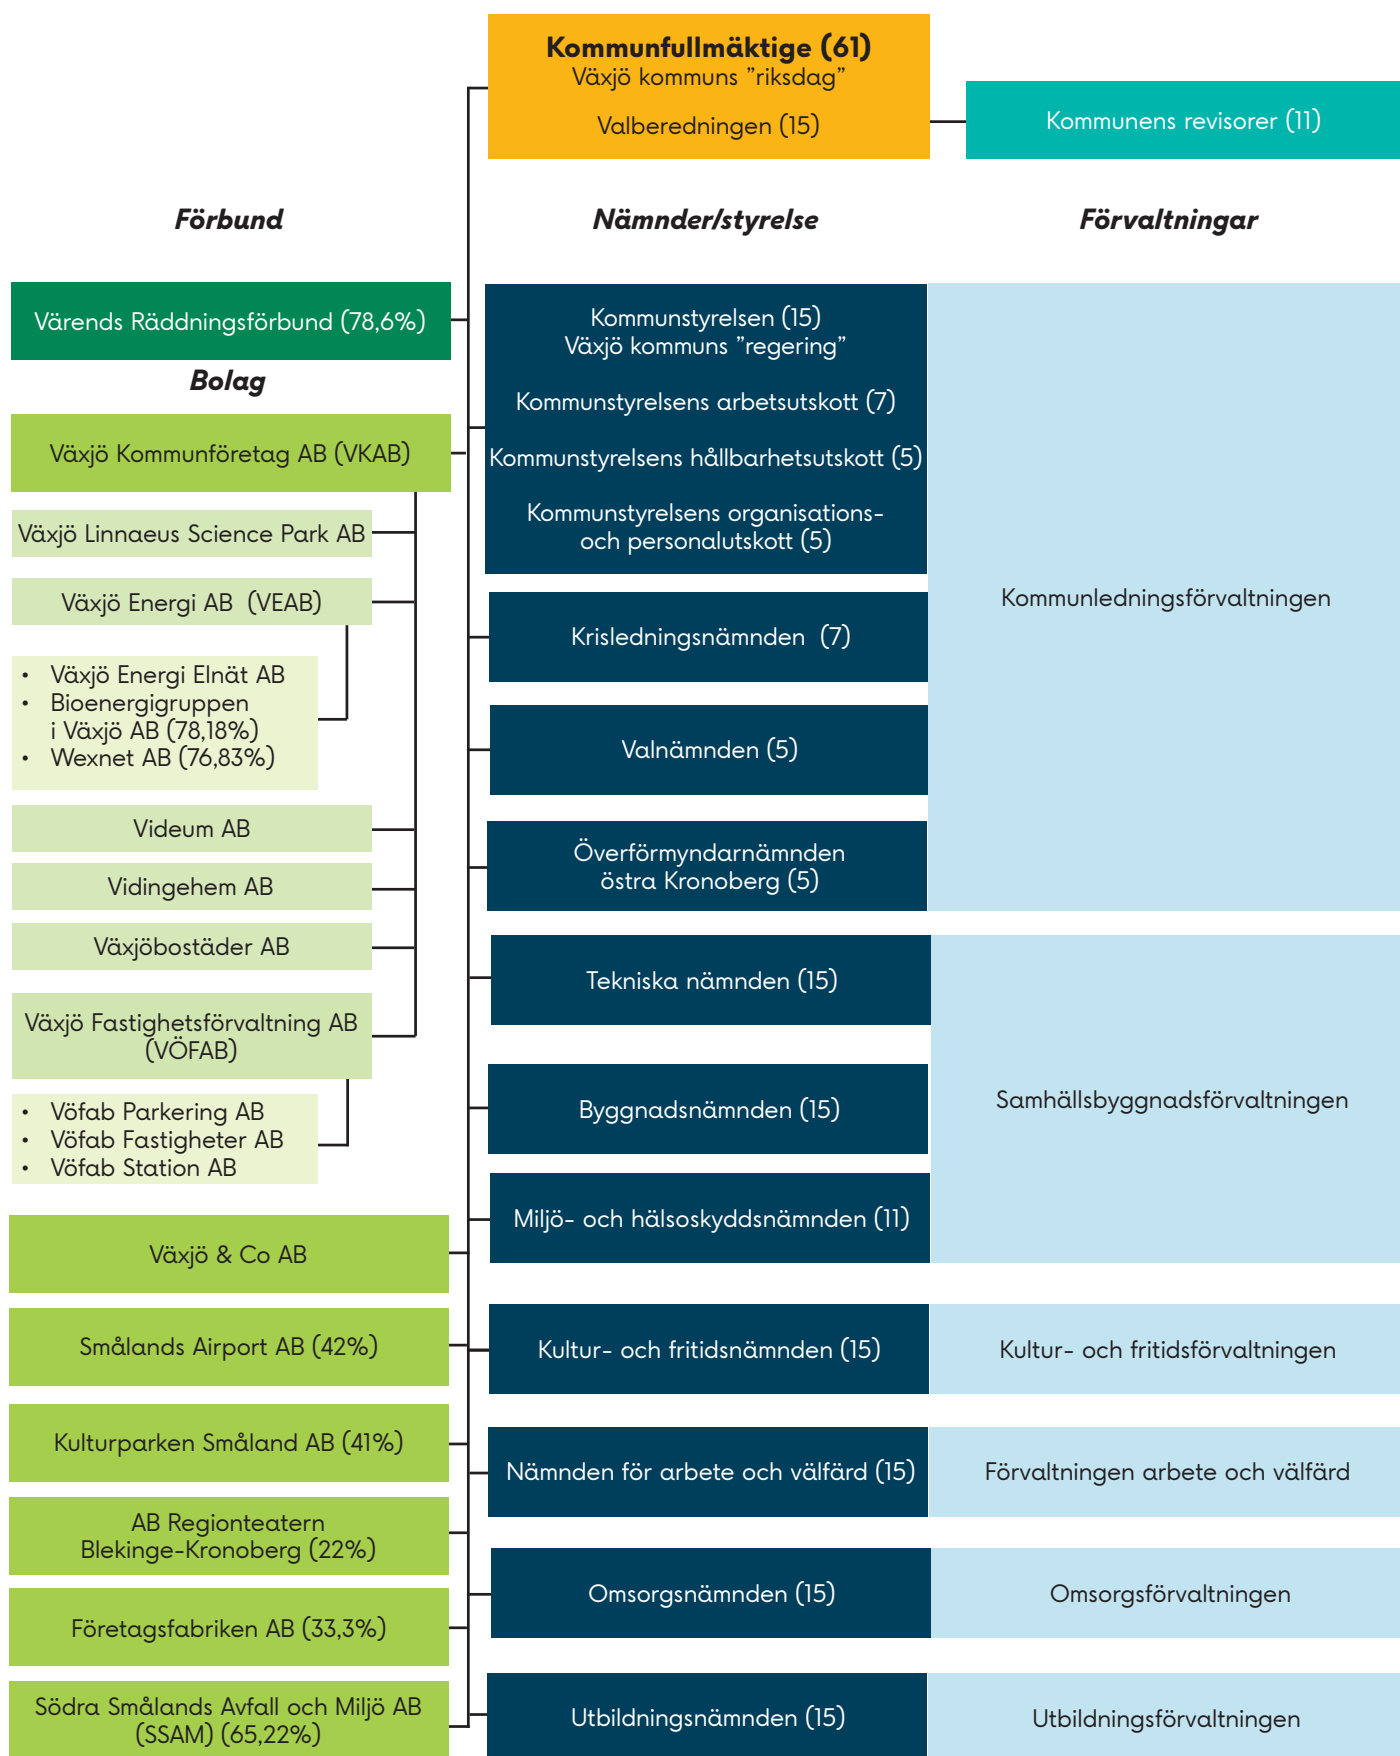 Kommunfullmäktige (61)
Växjö kommuns ”riksdag”
Valberedningen (15)
Kommunens revisorer (11)
Förbund
Värends Räddningsförbund (78,6%)
Bolag
Växjö Kommunföretag AB (VKAB)
Växjö Linnaeus Science Park AB
Växjö Energi AB (VEAB)
• Växjö Energi Elnät AB
• Bioenergigruppen
i Växjö AB (78,18%)
• Wexnet AB (76,83%)
Videum AB
Vidingehem AB
Växjöbostäder AB
Växjö Fastighetsförvaltning AB
(VÖFAB)
• Vöfab Parkering AB
• Vöfab Fastigheter AB
• Vöfab Station AB
Växjö & Co AB
Smålands Airport AB (42%)
Kulturparken Småland AB (41%)
AB Regionteatern
Blekinge-Kronoberg (22%)
Företagsfabriken AB (33,3%)
Södra Smålands Avfall och Miljö AB
(SSAM) (65,22%)
Nämnder/styrelse
Kommunstyrelsen (15)
Växjö kommuns ”regering”
Kommunstyrelsens arbetsutskott (7)
Kommunstyrelsens hållbarhetsutskott (5)
Kommunstyrelsens organisations-
och personalutskott (5)
Krisledningsnämnden (7)
Valnämnden (5)
Överförmyndarnämnden
östra Kronoberg (5)
Tekniska nämnden (15)
Byggnadsnämnden (15)
Miljö- och hälsoskyddsnämnden (11)
Kultur- och fritidsnämnden (15)
Nämnden för arbete och välfärd (15)
Omsorgsnämnden (15)
Utbildningsnämnden (15)
Förvaltningar
Kommunledningsförvaltningen
Samhällsbyggnadsförvaltningen
Kultur- och fritidsförvaltningen
Förvaltningen arbete och välfärd
Omsorgsförvaltningen
Utbildningsförvaltningen